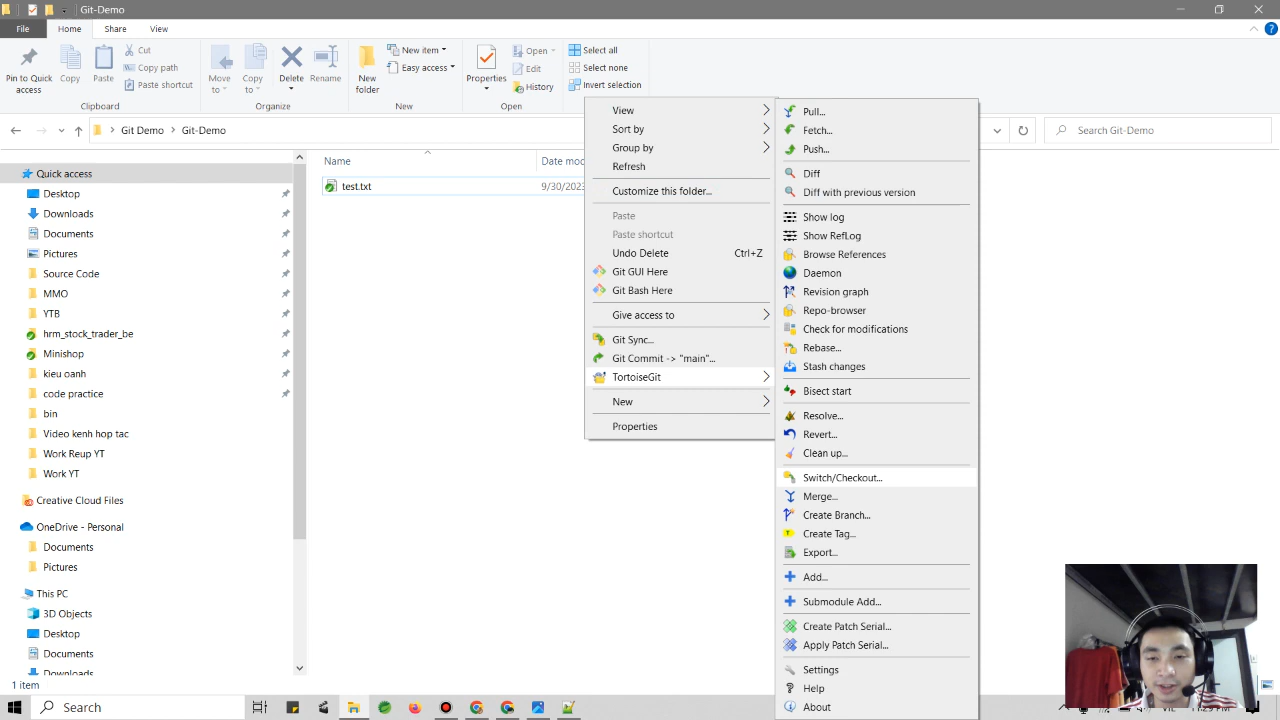 Git-Demo
File
Home
Share
View
Pin to Quick access
Copy
Paste
Cut
Copy path
Paste shortcut
Clipboard
Move to
Copy to
Delete
Rename
Organize
New folder
New item
Easy access
New
Properties
Open
Edit
History
Open
Select all
Select none
Invert selection
Git Demo
Git-Demo
Search Git-Demo
Quick access
Desktop
Downloads
Documents
Pictures
Source Code
MMO
YTB
hrm_stock_trader_be
Minishop
kieu oanh
code practice
bin
Video kenh hop tac
Work Reup YT
Work YT
Creative Cloud Files
OneDrive - Personal
Documents
Pictures
This PC
3D Objects
Desktop
Documents
Downloads
Name
Date mod
test.txt
9/30/202
View
Sort by
Group by
Refresh
Customize this folder...
Paste
Paste shortcut
Undo Delete Ctrl+Z
Git GUI Here
Git Bash Here
Give access to
Git Sync...
Git Commit -> "main"...
TortoiseGit
New
Properties
Pull...
Fetch...
Push...
Diff
Diff with previous version
Show log
Show RefLog
Browse References
Daemon
Revision graph
Repo-browser
Check for modifications
Rebase...
Stash changes
Bisect start
Resolve...
Revert...
Clean up...
Switch/Checkout...
Merge...
Create Branch...
Create Tag...
Export...
Add...
Submodule Add...
Create Patch Serial...
Apply Patch Serial...
Settings
Help
About
1 item
Search